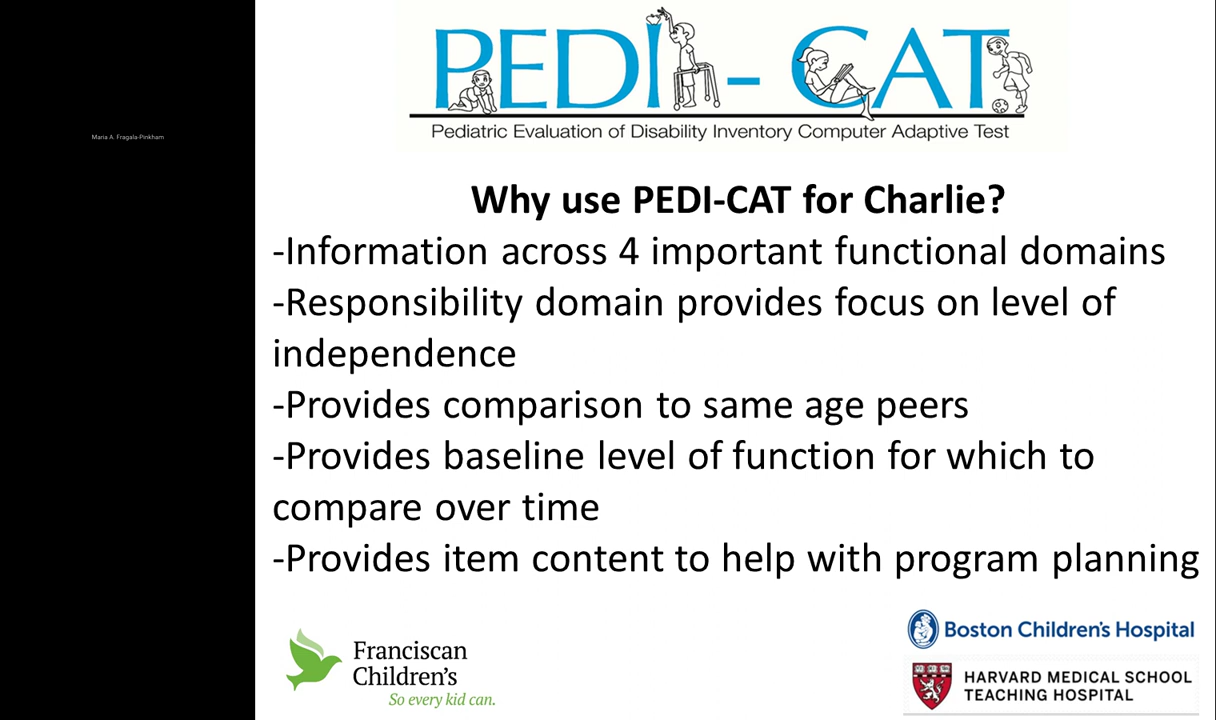 Maria A. Fragala-Pinkham
PEDI-CAT
Pediatric Evaluation of Disability Inventory Computer Adaptive Test
Why use PEDI-CAT for Charlie?
-Information across 4 important functional domains
-Responsibility domain provides focus on level of
independence
-Provides comparison to same age peers
-Provides baseline level of function for which to
compare over time
-Provides item content to help with program planning
Franciscan
Children's
So every kid can.
Boston Children's Hospital
HARVARD MEDICAL SCHOOL
TEACHING HOSPITAL